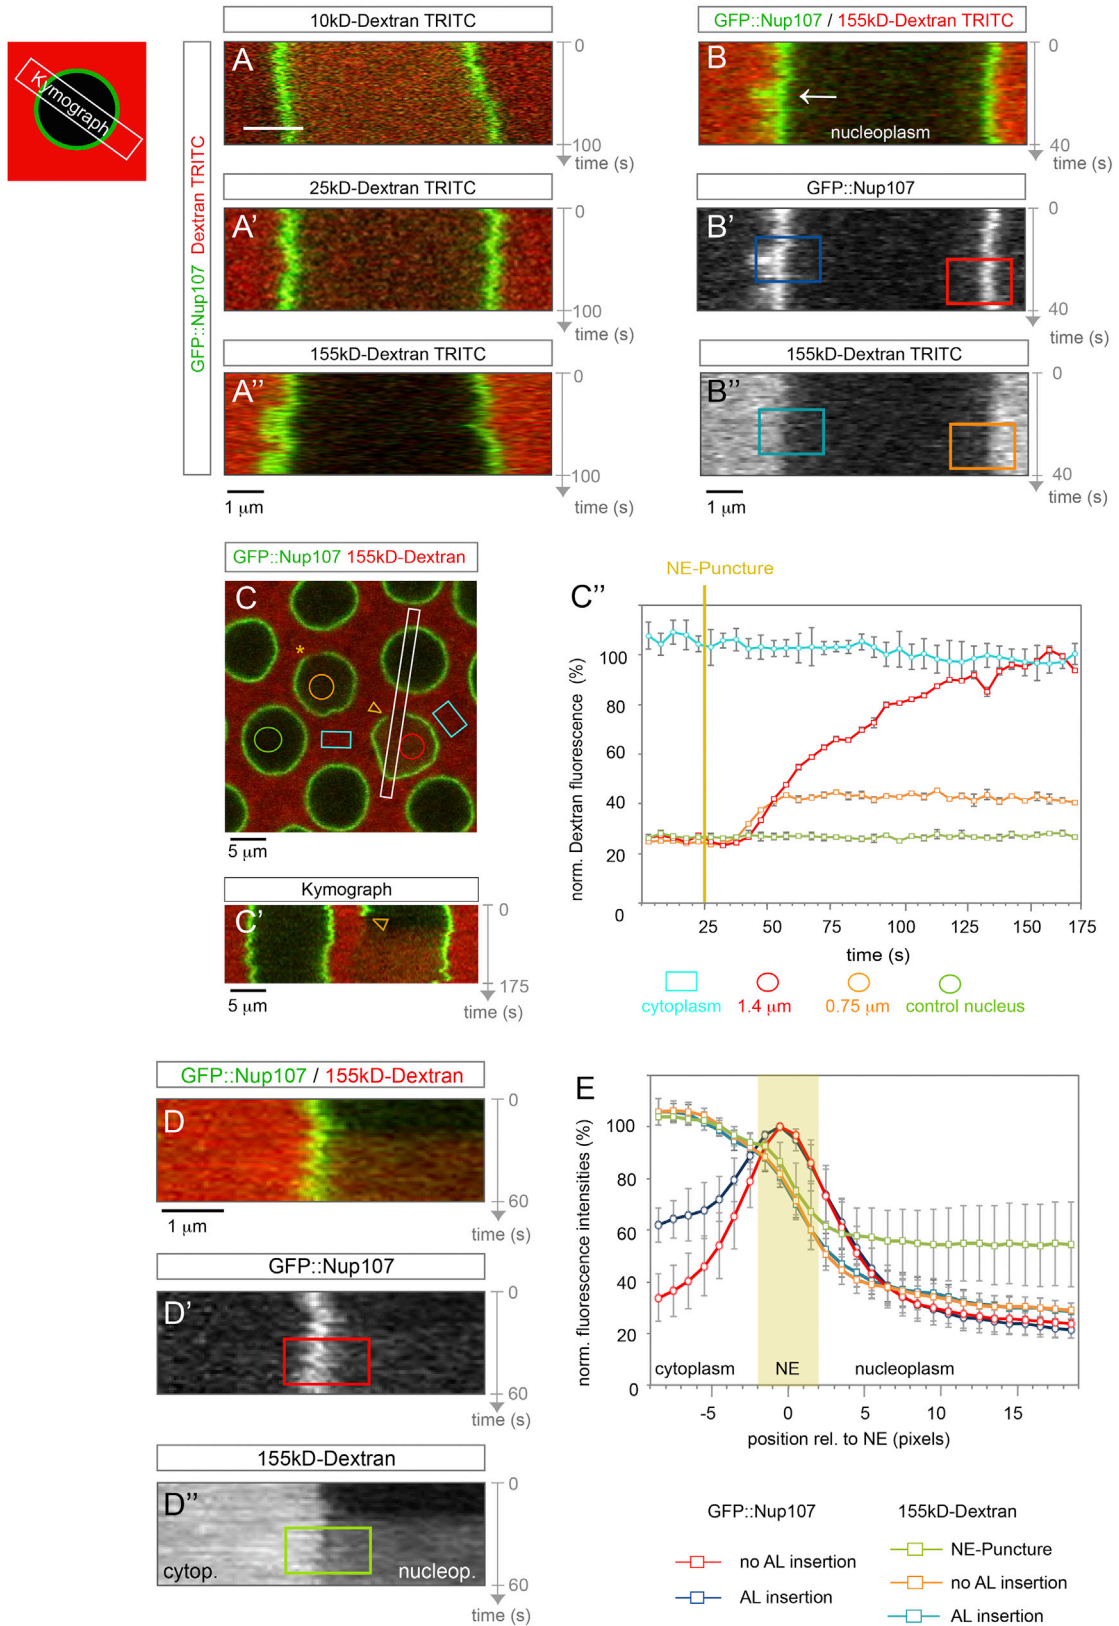 Kymograph
GFP::Nup107 Dextran TRITC
10kD-Dextran TRITC
A
0
100
time (s)
25kD-Dextran TRITC
A’
0
100
time (s)
155kD-Dextran TRITC
A’’
0
100
time (s)
1 µm
GFP::Nup107 / 155kD-Dextran TRITC
B
nucleoplasm
0
40
time (s)
GFP::Nup107
B’
0
40
time (s)
155kD-Dextran TRITC
B’’
0
40
time (s)
1 µm
GFP::Nup107 155kD-Dextran
C
*
5 µm
Kymograph
C’
0
175
time (s)
5 µm
NE-Puncture
C’’
norm. Dextran fluorescence (%)
100
80
60
40
20
0
25
50
75
100
125
150
175
time (s)
cytoplasm
1.4 µm
0.75 µm
control nucleus
GFP::Nup107 / 155kD-Dextran
D
0
60
time (s)
1 µm
GFP::Nup107
D’
0
60
time (s)
155kD-Dextran
D’’
cytop.
nucleop.
0
60
time (s)
E
norm. fluorescence intensities (%)
100
80
60
40
20
0
cytoplasm
NE
nucleoplasm
-5
0
5
10
15
position rel. to NE (pixels)
GFP::Nup107
no AL insertion
AL insertion
155kD-Dextran
NE-Puncture
no AL insertion
AL insertion